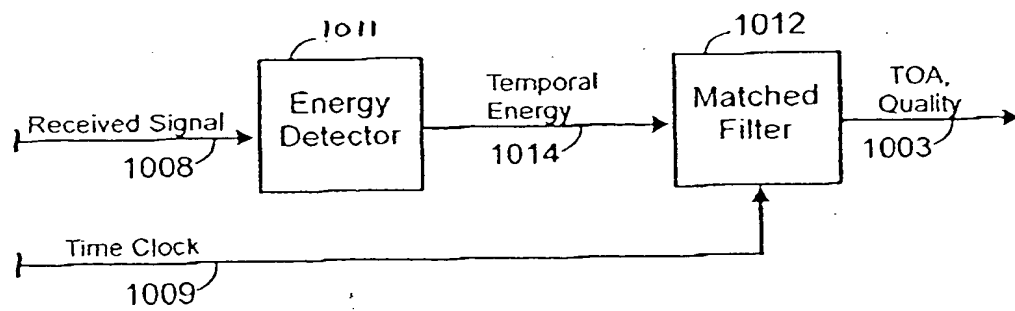 1011
1012
Energy
Detector
Temporal
Energy
Matched
Filter
TOA,
Quality
Received Signal
1008
1014
1003
Time Clock
1009